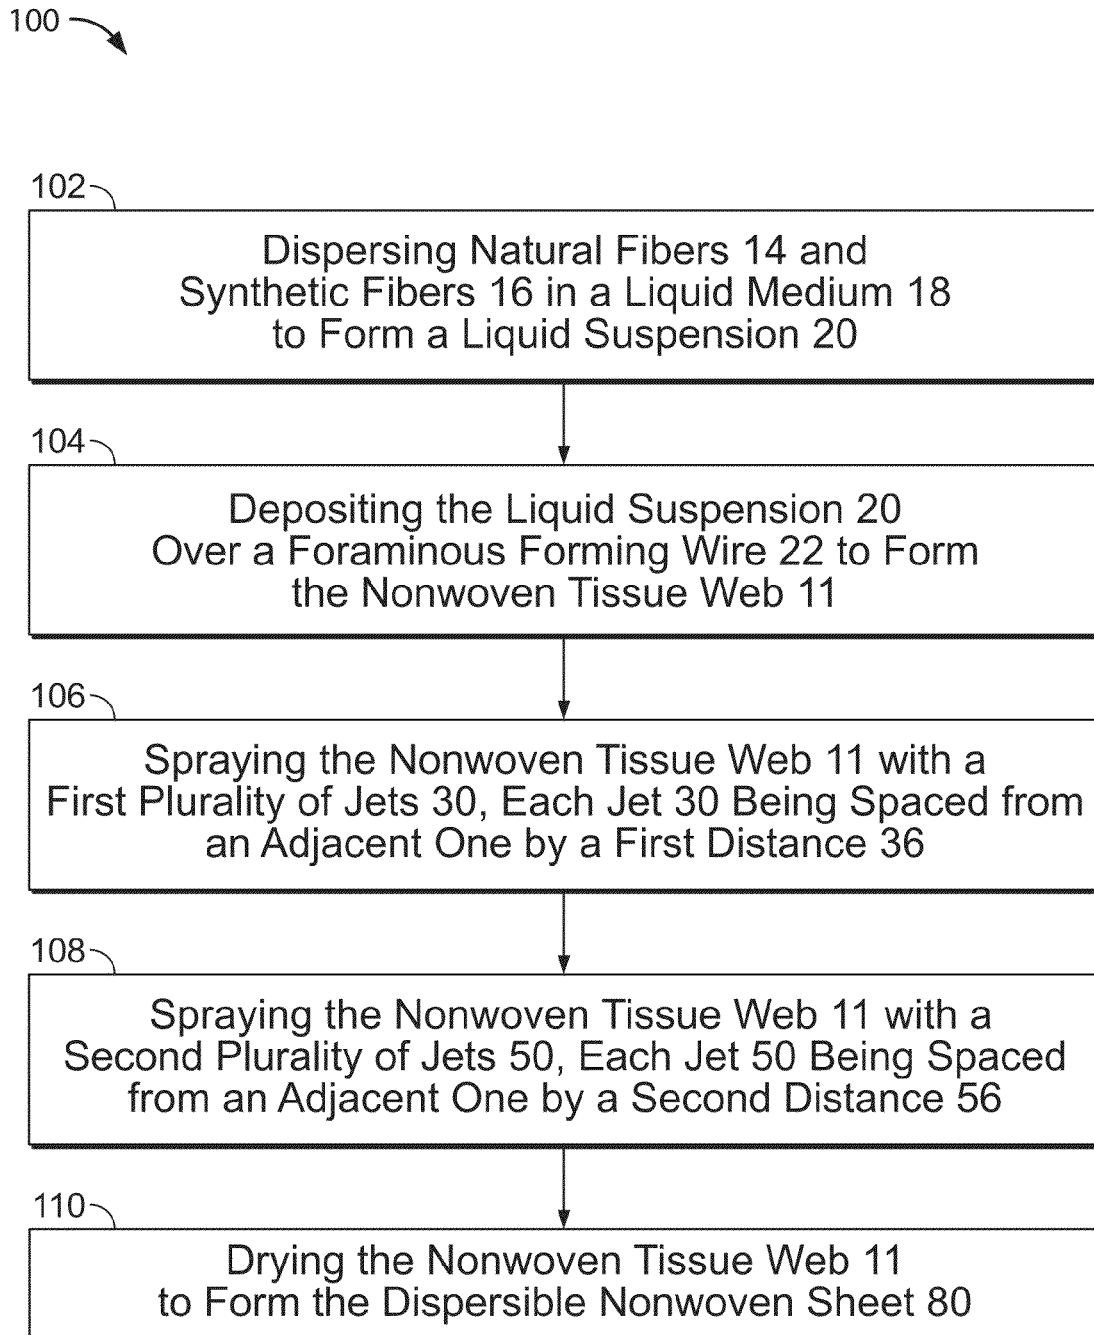 100
102
Dispersing Natural Fibers 14 and
Synthetic Fibers 16 in a Liquid Medium 18
to Form a Liquid Suspension 20
104
Depositing the Liquid Suspension 20
Over a Foraminous Forming Wire 22 to Form
the Nonwoven Tissue Web 11
106
Spraying the Nonwoven Tissue Web 11 with a
First Plurality of Jets 30, Each Jet 30 Being Spaced from
an Adjacent One by a First Distance 36
108
Spraying the Nonwoven Tissue Web 11 with a
Second Plurality of Jets 50, Each Jet 50 Being Spaced
from an Adjacent One by a Second Distance 56
110
Drying the Nonwoven Tissue Web 11
to Form the Dispersible Nonwoven Sheet 80